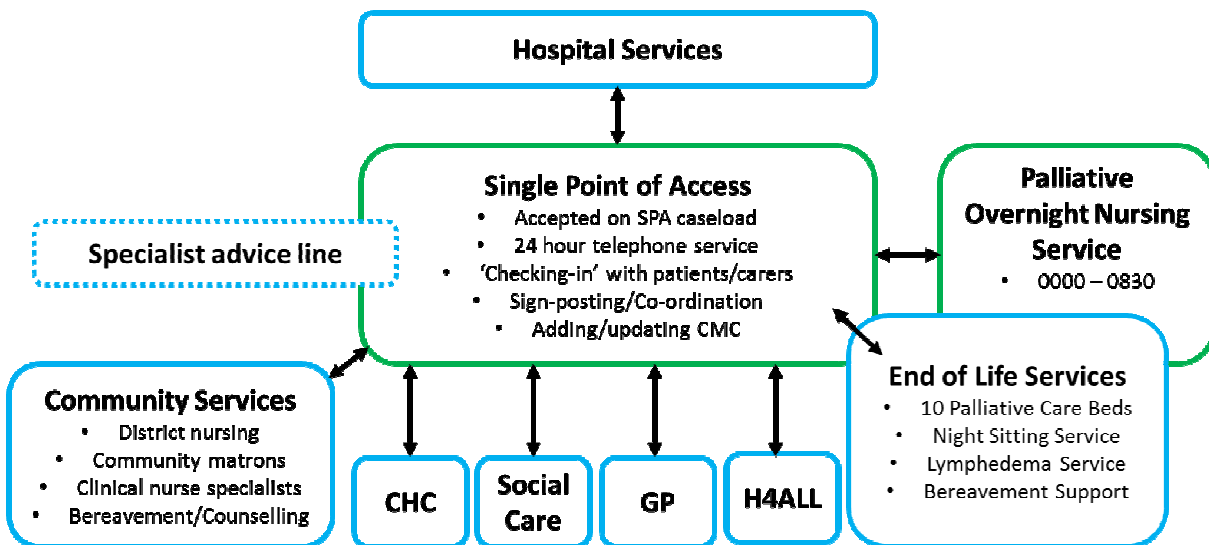 Hospital Services
Single Point of Access
• Accepted on SPA caseload
• 24 hour telephone service
• ‘Checking-in’ with patients/carers
• Sign-posting/Co-ordination
• Adding/updating CMC
Specialist advice line
Palliative
Overnight Nursing
Service
• 0000 – 0830
Community Services
• District nursing
• Community matrons
• Clinical nurse specialists
• Bereavement/Counselling
CHC
Social
Care
GP
H4ALL
End of Life Services
• 10 Palliative Care Beds
• Night Sitting Service
• Lymphedema Service
• Bereavement Support